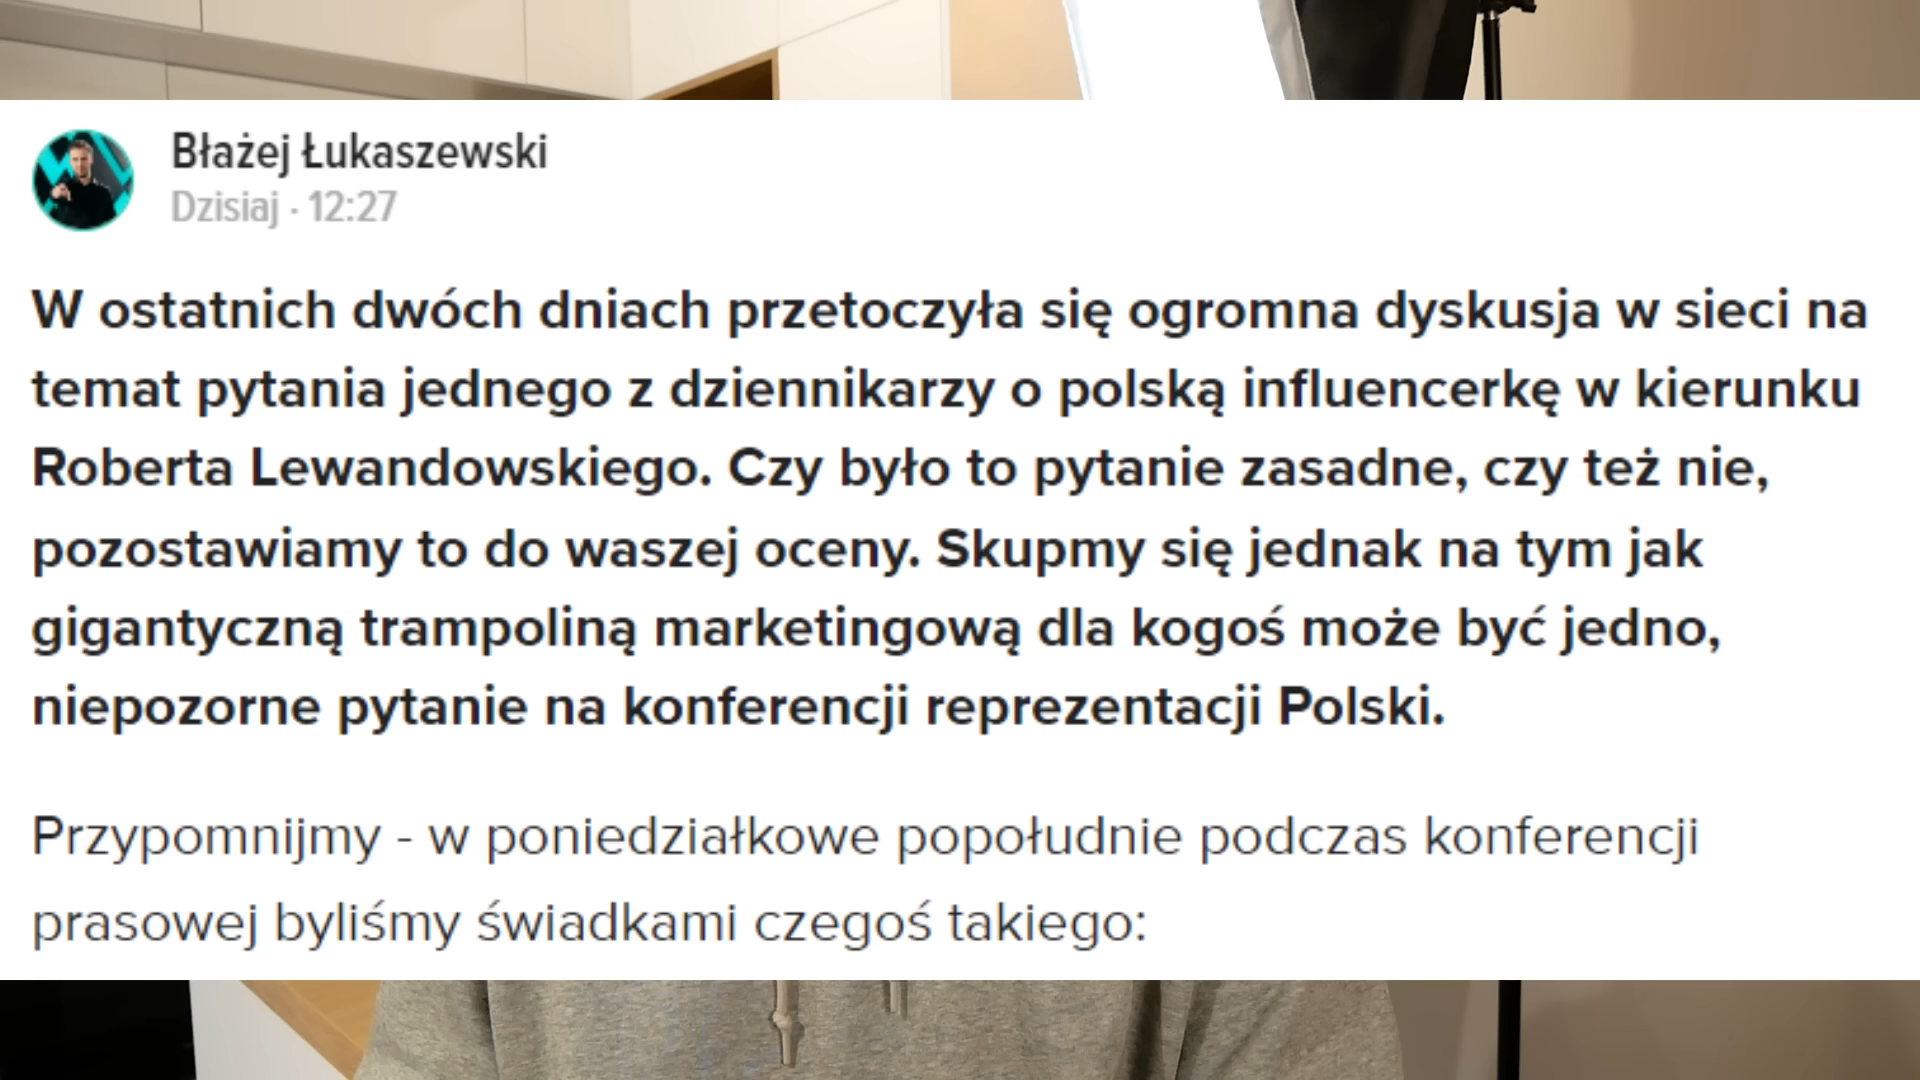 Błażej Łukaszewski
Dzisiaj · 12:27
W ostatnich dwóch dniach przetoczyła się ogromna dyskusja w sieci na
temat pytania jednego z dziennikarzy o polską influencerkę w kierunku
Roberta Lewandowskiego. Czy było to pytanie zasadne, czy też nie,
pozostawiamy to do waszej oceny. Skupmy się jednak na tym jak
gigantyczną trampoliną marketingową dla kogoś może być jedno,
niepozorne pytanie na konferencji reprezentacji Polski.
Przypomnijmy - w poniedziałkowe popołudnie podczas konferencji
prasowej byliśmy świadkami czegoś takiego: